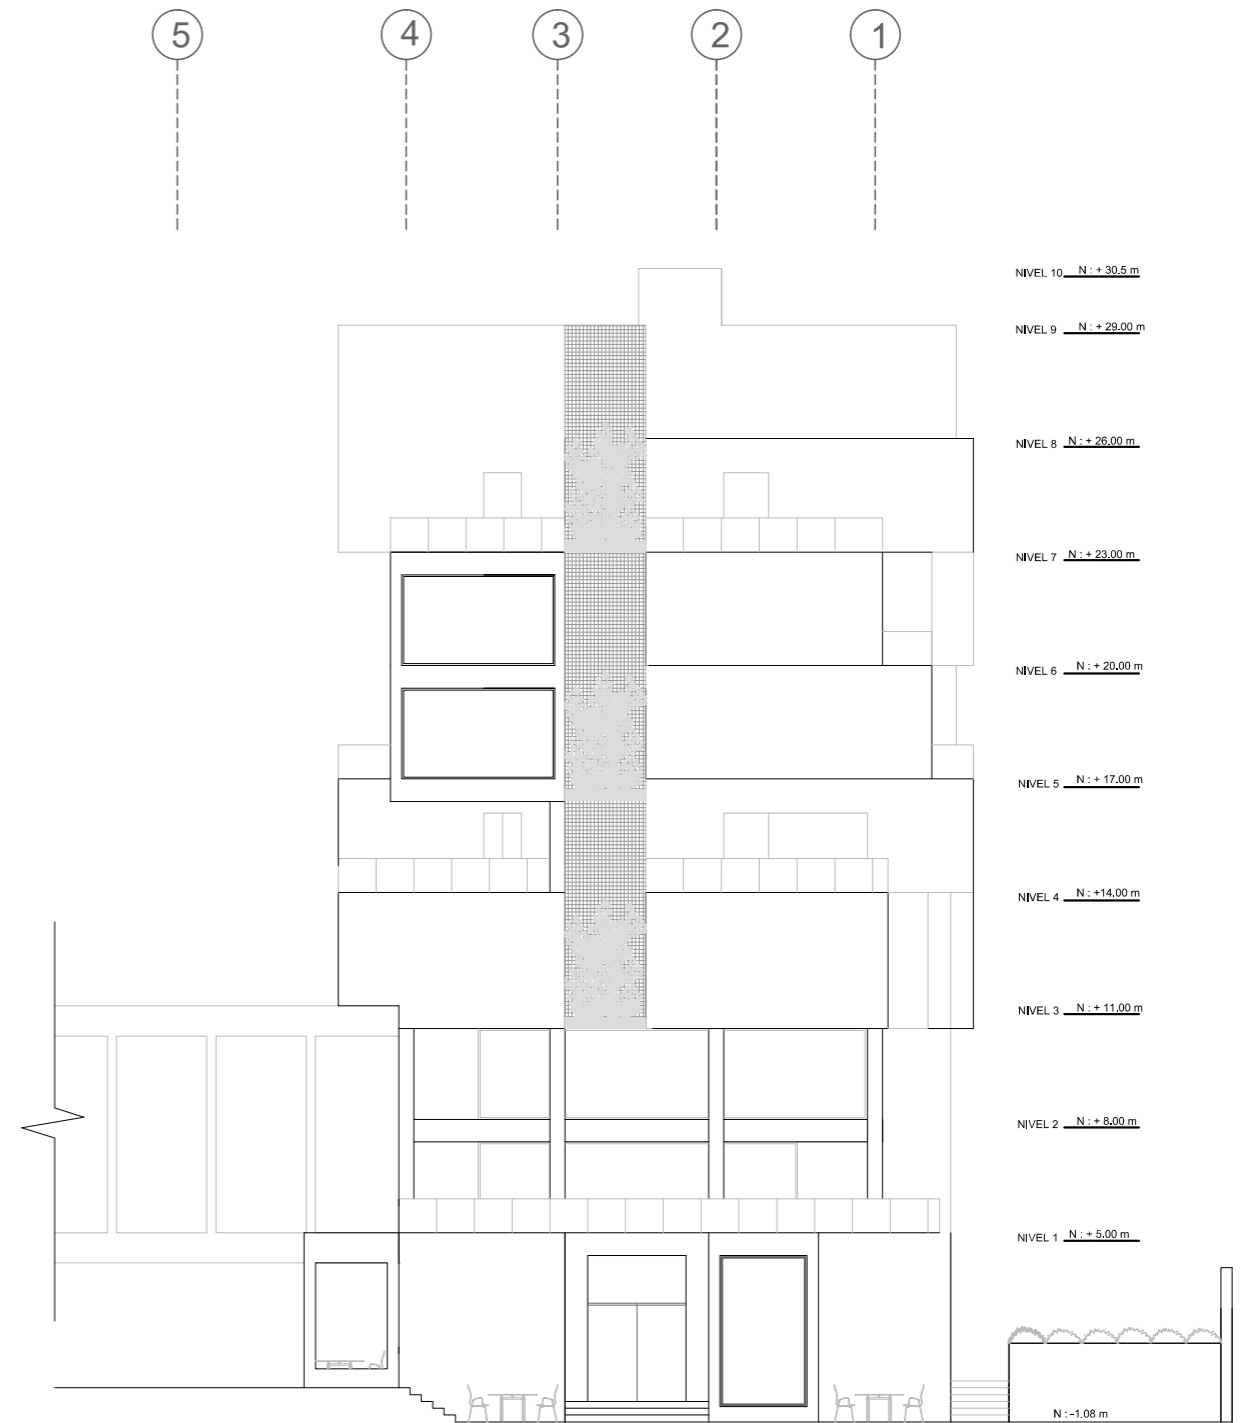 5 4 3 2 1
NIVEL 10 N : + 30.5 m
NIVEL 9 N : + 29.00 m
NIVEL 8 N : + 26.00 m
NIVEL 7 N : + 23.00 m
NIVEL 6 N : + 20.00 m
NIVEL 5 N : + 17.00 m
NIVEL 4 N : +14.00 m
NIVEL 3 N : + 11.00 m
NIVEL 2 N : + 8.00 m
NIVEL 1 N : + 5.00 m
N : -1.08 m